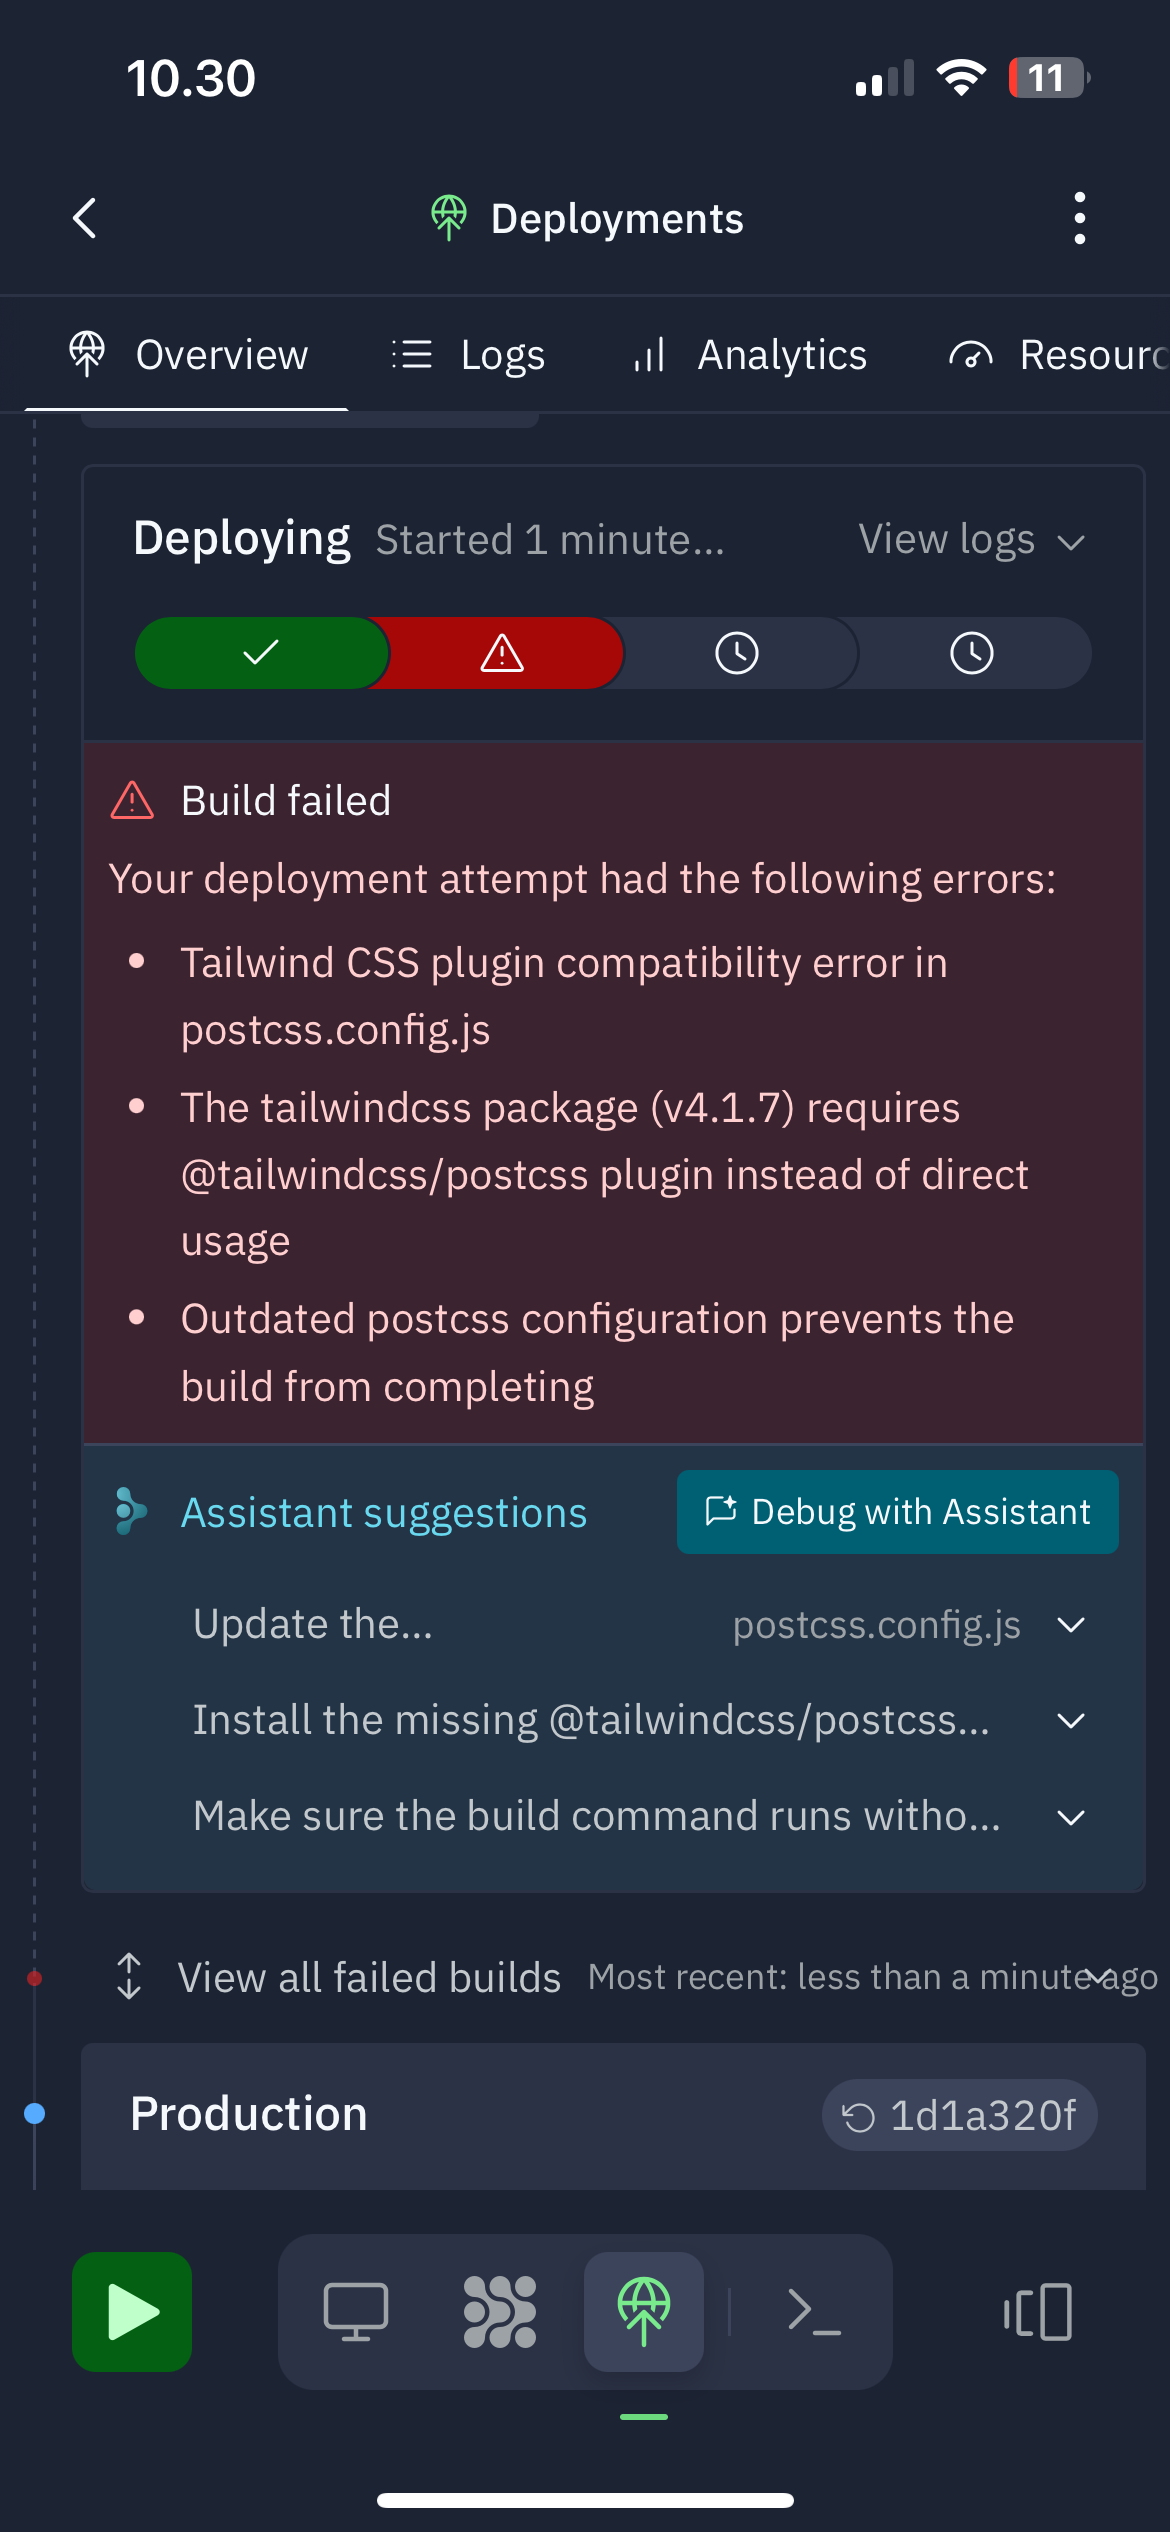 10.30
11
Deployments
Overview
Logs
Analytics
Resourc
Deploying
Started 1 minute...
View logs
Build failed
Your deployment attempt had the following errors:
Tailwind CSS plugin compatibility error in
postcss.config.js
The tailwindcss package (v4.1.7) requires
@tailwindcss/postcss plugin instead of direct
usage
Outdated postcss configuration prevents the
build from completing
Assistant suggestions
Debug with Assistant
Update the...
postcss.config.js
Install the missing @tailwindcss/postcss...
Make sure the build command runs witho...
View all failed builds
Most recent: less than a minute ago
Production
1d1a320f